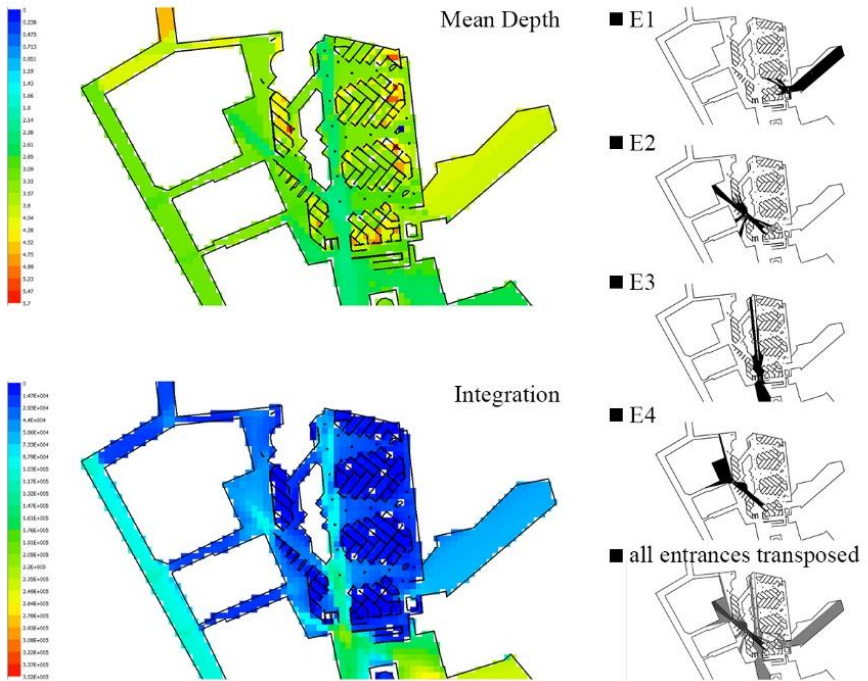 Mean Depth
0
0.238
0.475
0.713
0.951
1.19
1.43
1.66
1.9
2.14
2.38
2.61
2.85
3.09
3.33
3.57
3.8
4.04
4.28
4.52
4.75
4.99
5.23
5.47
5.7
Integration
0
1.47E+004
2.93E+004
4.4E+004
5.86E+004
7.33E+004
8.79E+004
1.03E+005
1.17E+005
1.32E+005
1.47E+005
1.61E+005
1.76E+005
1.91E+005
2.05E+005
2.2E+005
2.34E+005
2.49E+005
2.64E+005
2.78E+005
2.93E+005
3.08E+005
3.22E+005
3.37E+005
3.52E+005
E1
E2
E3
E4
all entrances transposed